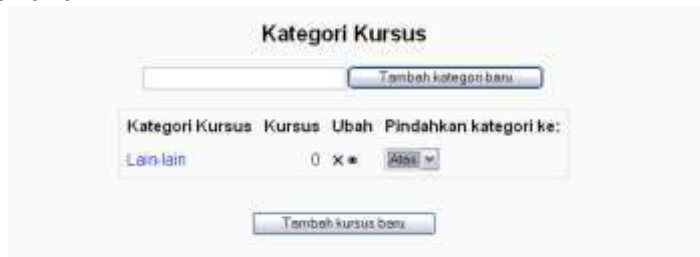 Kategori Kursus
Tambah kategori baru
Kategori Kursus Kursus Ubah Pindahkan kategori ke:
Lain-lain 0 Atas
Tambah kursus baru